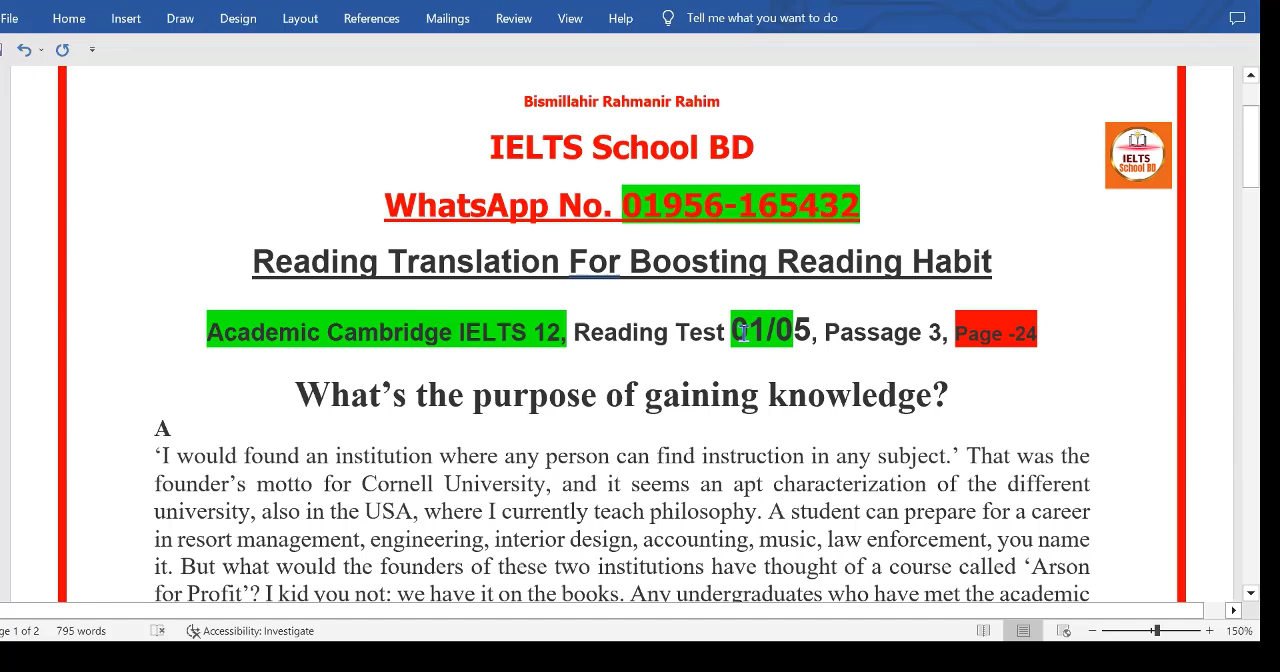 File Home Insert Draw Design Layout References Mailings Review View Help Tell me what you want to do
Bismillahir Rahmanir Rahim
IELTS School BD
IELTS
School BD
WhatsApp No. 01956-165432
Reading Translation For Boosting Reading Habit
Academic Cambridge IELTS 12, Reading Test 01/05, Passage 3, Page -24
What’s the purpose of gaining knowledge?
A
‘I would found an institution where any person can find instruction in any subject.’ That was the
founder’s motto for Cornell University, and it seems an apt characterization of the different
university, also in the USA, where I currently teach philosophy. A student can prepare for a career
in resort management, engineering, interior design, accounting, music, law enforcement, you name
it. But what would the founders of these two institutions have thought of a course called ‘Arson
for Profit’? I kid you not: we have it on the books. Any undergraduates who have met the academic
ge 1 of 2 795 words Accessibility: Investigate 150%